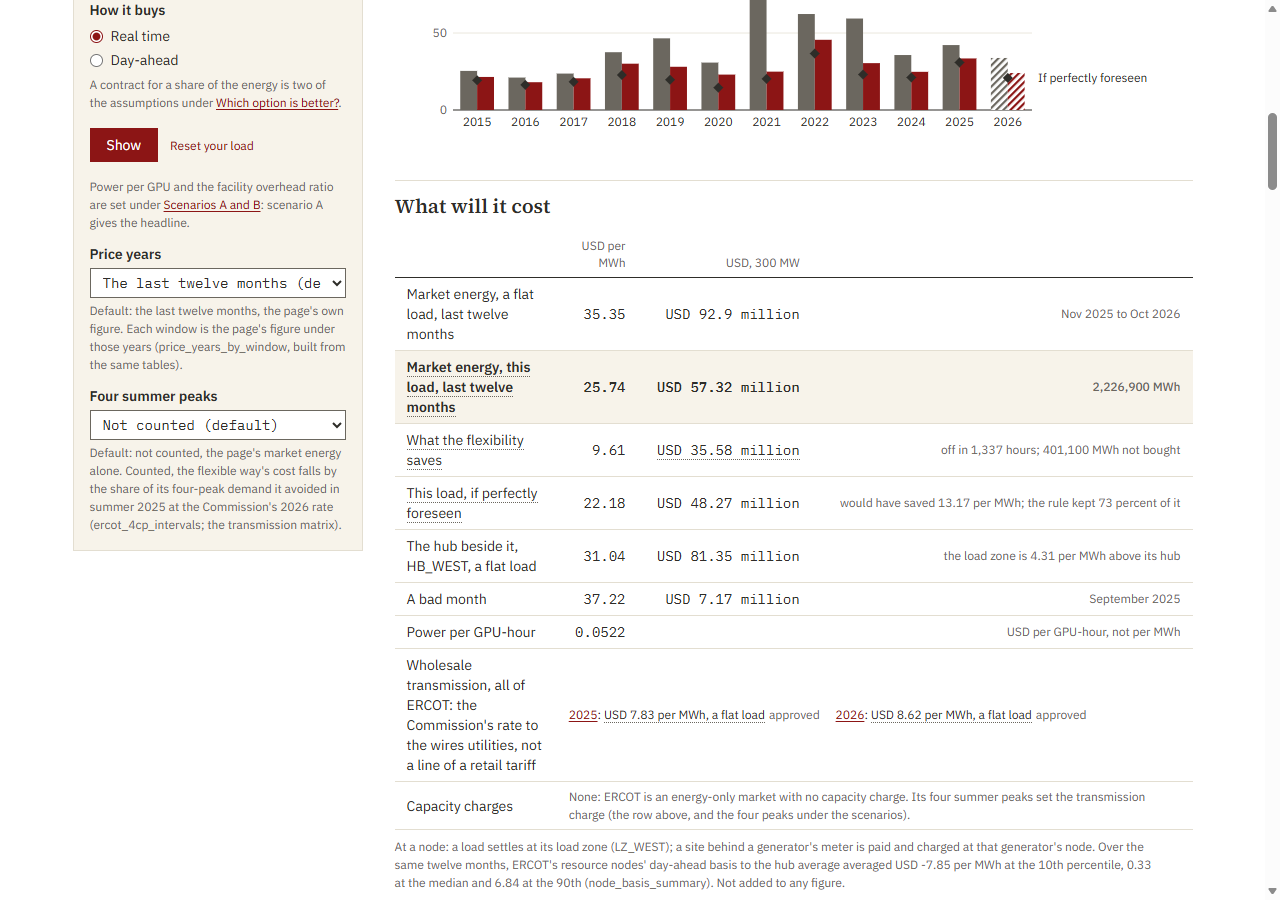 How it buys
Real time
Day-ahead
A contract for a share of the energy is two of
the assumptions under Which option is better?.
Show
Reset your load
Power per GPU and the facility overhead ratio
are set under Scenarios A and B: scenario A
gives the headline.
Price years
The last twelve months (de
Default: the last twelve months, the page's own
figure. Each window is the page's figure under
those years (price_years_by_window, built from
the same tables).
Four summer peaks
Not counted (default)
Default: not counted, the page's market energy
alone. Counted, the flexible way's cost falls by
the share of its four-peak demand it avoided in
summer 2025 at the Commission's 2026 rate
(ercot_4cp_intervals; the transmission matrix).
50
0
If perfectly foreseen
2015 2016 2017 2018 2019 2020 2021 2022 2023 2024 2025 2026
What will it cost
USD per
MWh
USD, 300 MW
Market energy, a flat
load, last twelve
months
35.35
USD 92.9 million
Nov 2025 to Oct 2026
Market energy, this
load, last twelve
months
25.74
USD 57.32 million
2,226,900 MWh
What the flexibility
saves
9.61
USD 35.58 million
off in 1,337 hours; 401,100 MWh not bought
This load, if perfectly
foreseen
22.18
USD 48.27 million
would have saved 13.17 per MWh; the rule kept 73 percent of it
The hub beside it,
HB_WEST, a flat load
31.04
USD 81.35 million
the load zone is 4.31 per MWh above its hub
A bad month
37.22
USD 7.17 million
September 2025
Power per GPU-hour
0.0522
USD per GPU-hour, not per MWh
Wholesale
transmission, all of
ERCOT: the
Commission's rate to
the wires utilities, not
a line of a retail tariff
2025: USD 7.83 per MWh, a flat load approved
2026: USD 8.62 per MWh, a flat load approved
Capacity charges
None: ERCOT is an energy-only market with no capacity charge. Its four summer peaks set the transmission
charge (the row above, and the four peaks under the scenarios).
At a node: a load settles at its load zone (LZ_WEST); a site behind a generator's meter is paid and charged at that generator's node. Over the
same twelve months, ERCOT's resource nodes' day-ahead basis to the hub average averaged USD -7.85 per MWh at the 10th percentile, 0.33
at the median and 6.84 at the 90th (node_basis_summary). Not added to any figure.